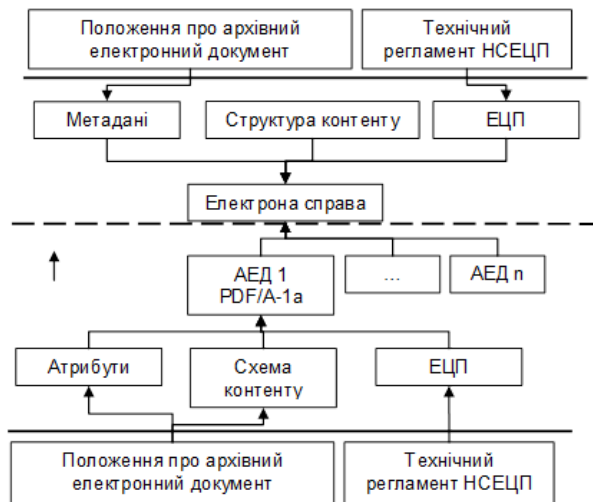 Положення про архівний
електронний документ
Технічний
регламент НСЕЦП
Метадані
Структура контенту
ЕЦП
Електрона справа
АЕД 1
PDF/A-1a
...
АЕД n
Атрибути
Схема
контенту
ЕЦП
Положення про архівний
електронний документ
Технічний
регламент НСЕЦП